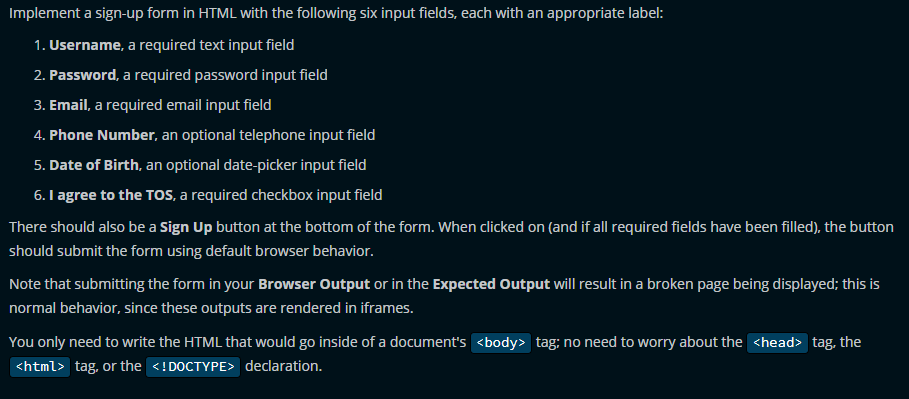 Implement a sign-up form in HTML with the following six input fields, each with an appropriate label:
1. Username, a required text input field
2. Password, a required password input field
3. Email, a required email input field
4. Phone Number, an optional telephone input field
5. Date of Birth, an optional date-picker input field
6. I agree to the TOS, a required checkbox input field
There should also be a Sign Up button at the bottom of the form. When clicked on (and if all required fields have been filled), the button
should submit the form using default browser behavior.
Note that submitting the form in your Browser Output or in the Expected Output will result in a broken page being displayed; this is
normal behavior, since these outputs are rendered in iframes.
You only need to write the HTML that would go inside of a document's <body> tag; no need to worry about the <head> tag, the
<html> tag, or the <!DOCTYPE> declaration.